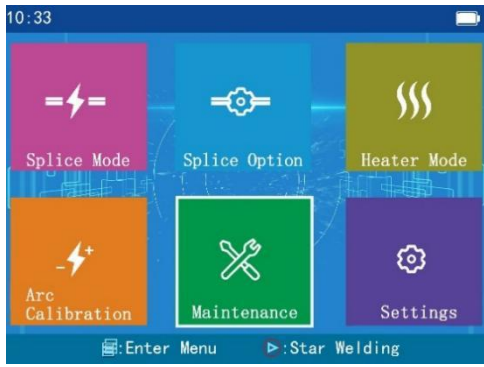 10:33
Splice Mode
Splice Option
Heater Mode
Arc
Calibration
Maintenance
Settings
:Enter Menu
:Star Welding